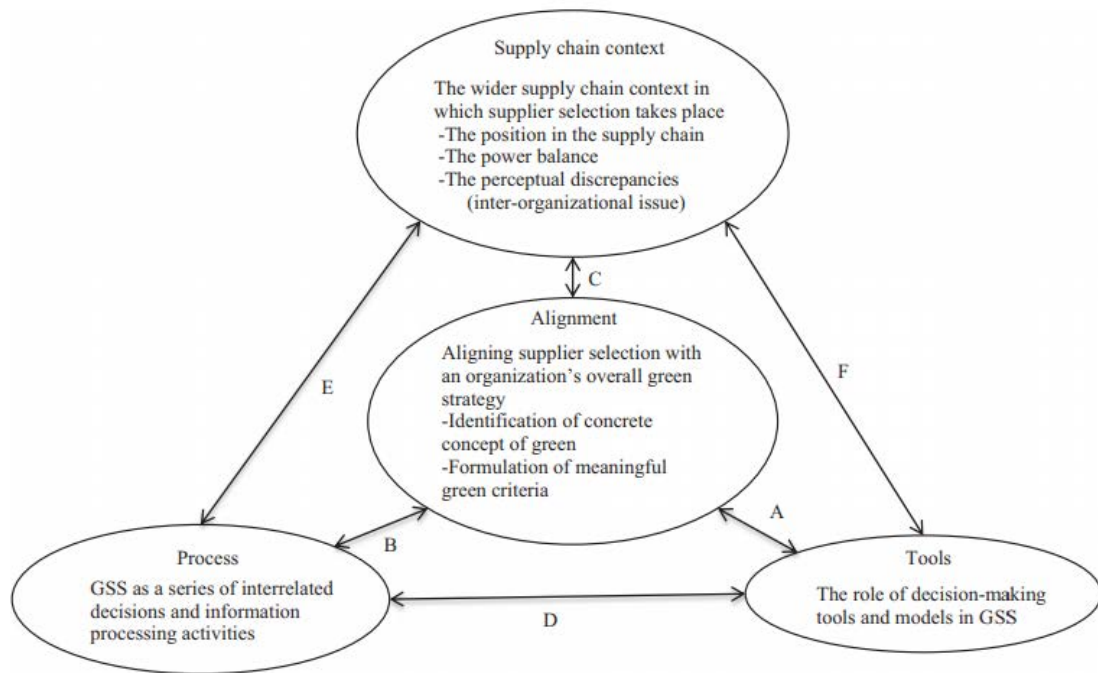 Supply chain context
The wider supply chain context in
which supplier selection takes place
-The position in the supply chain
-The power balance
-The perceptual discrepancies
(inter-organizational issue)
C
Alignment
Aligning supplier selection with
an organization's overall green
strategy
-Identification of concrete
concept of green
-Formulation of meaningful
green criteria
E
F
A
B
Process
GSS as a series of interrelated
decisions and information
processing activities
D
Tools
The role of decision-making
tools and models in GSS